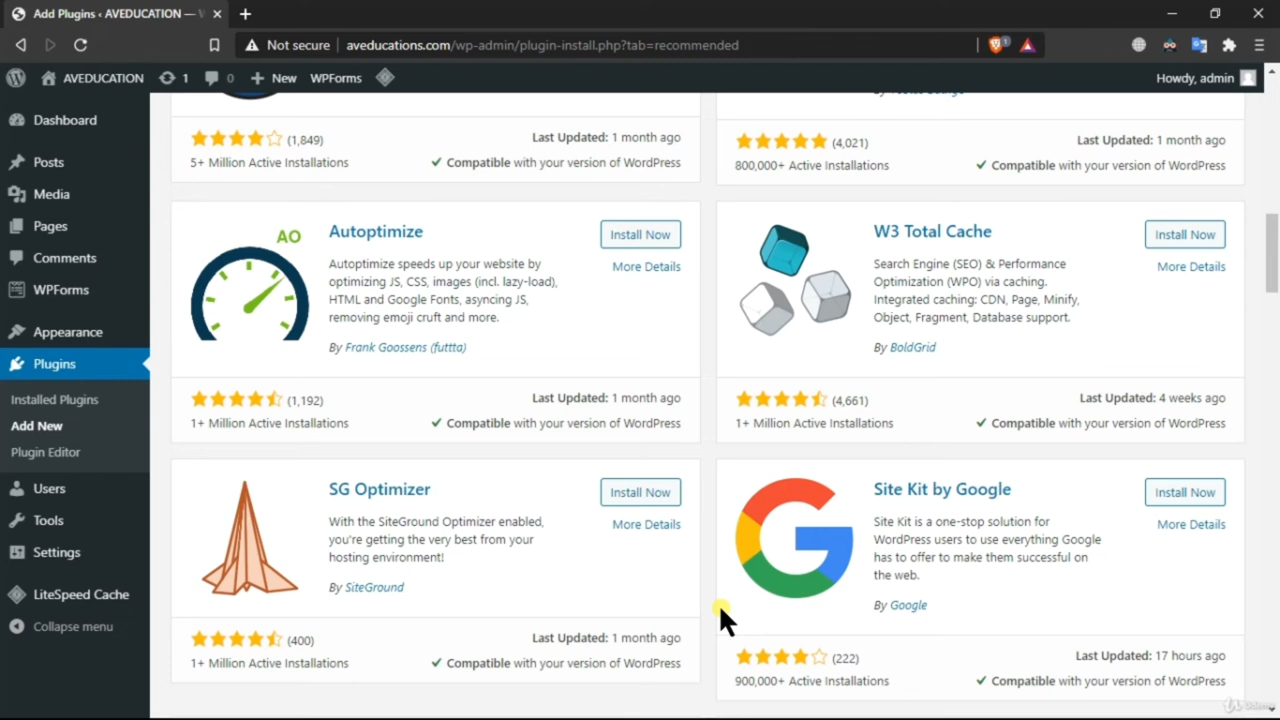 Add Plugins ‹ AVEDUCATION —
Not secure
aveducations.com/wp-admin/plugin-install.php?tab=recommended
1
AVEDUCATION
1
0
New
WPForms
Howdy, admin
Dashboard
Posts
Media
Pages
Comments
WPForms
Appearance
Plugins
Installed Plugins
Add New
Plugin Editor
Users
Tools
Settings
LiteSpeed Cache
Collapse menu
(1,849)
Last Updated: 1 month ago
5+ Million Active Installations
Compatible with your version of WordPress
(4,021)
Last Updated: 1 month ago
800,000+ Active Installations
Compatible with your version of WordPress
AO
Autoptimize
Install Now
More Details
Autoptimize speeds up your website by
optimizing JS, CSS, images (incl. lazy-load),
HTML and Google Fonts, asyncing JS,
removing emoji cruft and more.
By Frank Goossens (futtta)
(1,192)
Last Updated: 1 month ago
1+ Million Active Installations
Compatible with your version of WordPress
W3 Total Cache
Install Now
More Details
Search Engine (SEO) & Performance
Optimization (WPO) via caching.
Integrated caching: CDN, Page, Minify,
Object, Fragment, Database support.
By BoldGrid
(4,661)
Last Updated: 4 weeks ago
1+ Million Active Installations
Compatible with your version of WordPress
SG Optimizer
Install Now
More Details
With the SiteGround Optimizer enabled,
you're getting the very best from your
hosting environment!
By SiteGround
(400)
Last Updated: 1 month ago
1+ Million Active Installations
Compatible with your version of WordPress
Site Kit by Google
Install Now
More Details
Site Kit is a one-stop solution for
WordPress users to use everything Google
has to offer to make them successful on
the web.
By Google
(222)
Last Updated: 17 hours ago
900,000+ Active Installations
Compatible with your version of WordPress